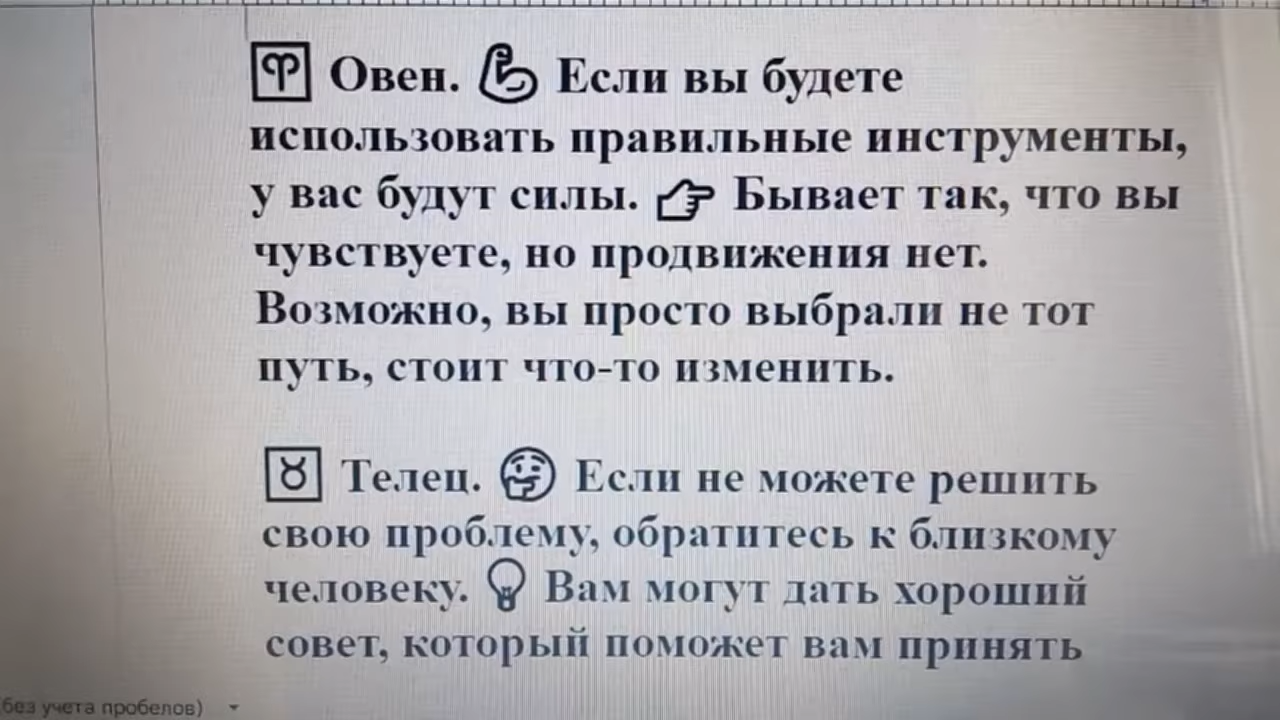 ♈ Овен. 💪 Если вы будете
использовать правильные инструменты,
у вас будут силы. 👉 Бывает так, что вы
чувствуете, но продвижения нет.
Возможно, вы просто выбрали не тот
путь, стоит что-то изменить.
♉ Телец. 🤔 Если не можете решить
свою проблему, обратитесь к близкому
человеку. 💡 Вам могут дать хороший
совет, который поможет вам принять
без учета пробелов)